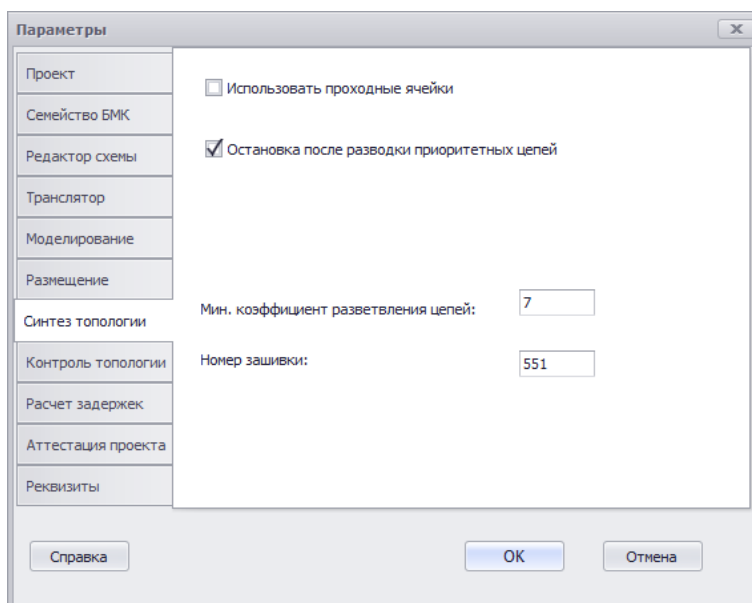 Параметры
Проект
Семейство БМК
Редактор схемы
Транслятор
Моделирование
Размещение
Синтез топологии
Контроль топологии
Расчет задержек
Аттестация проекта
Реквизиты
Использовать проходные ячейки
Остановка после разводки приоритетных цепей
Мин. коэффициент разветвления цепей: 7
Номер зашивки: 551
Справка
ОК
Отмена